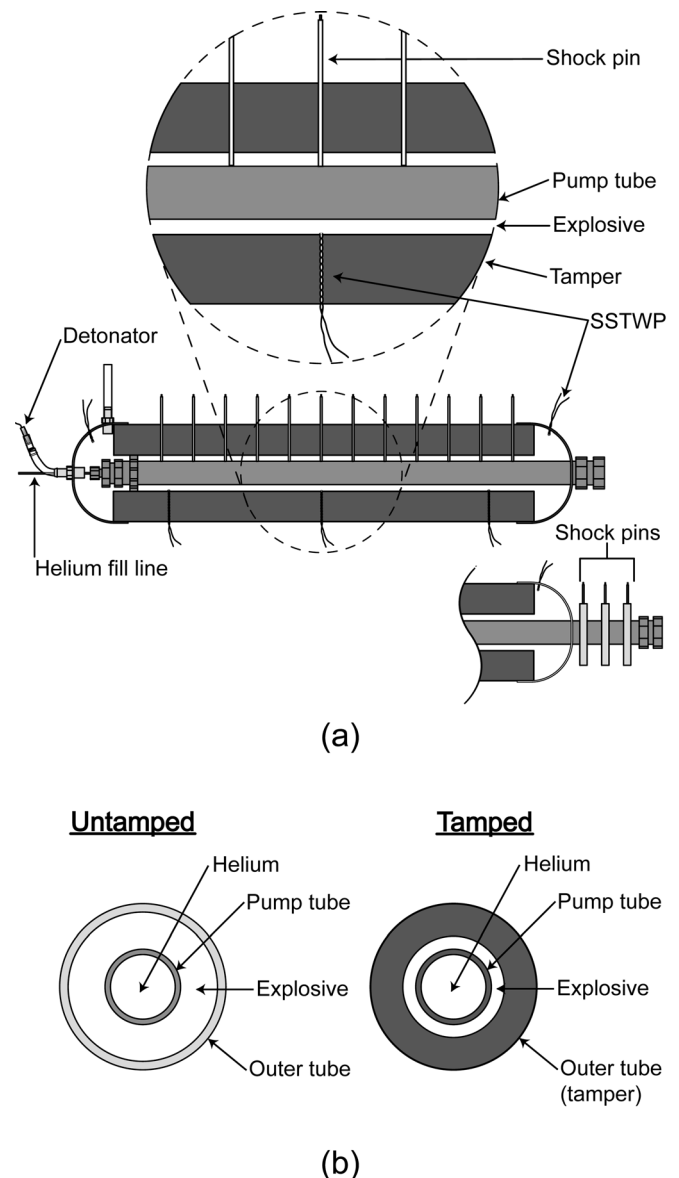 Shock pin
Pump tube
Explosive
Tamper
SSTWP
Detonator
Helium fill line
Shock pins
(a)
Untamped
Tamped
Helium
Pump tube
Explosive
Outer tube
Helium
Pump tube
Explosive
Outer tube
(tamper)
(b)